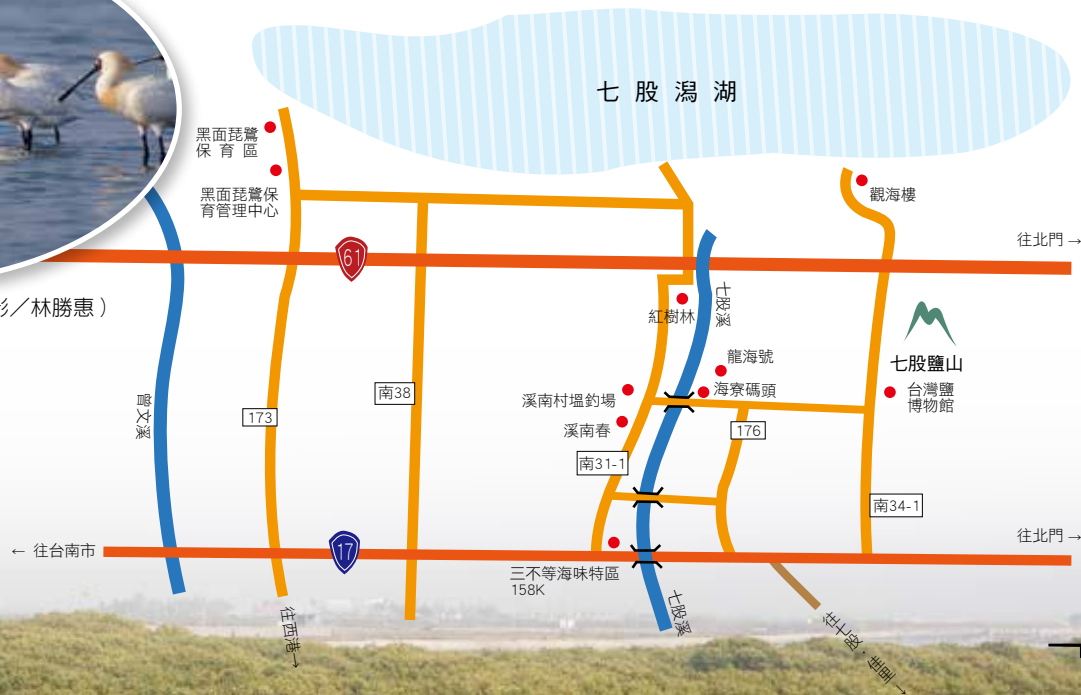 七股潟湖
黑面琵鷺
保育區
黑面琵鷺保
育管理中心
觀海樓
往北門→
61
／林勝惠）
七股溪
紅樹林
龍海號
七股鹽山
南38
溪南村塭釣場
海寮碼頭
台灣鹽
博物館
曾文溪
173
溪南春
176
南31-1
南34-1
← 往台南市
17
往北門→
三不等海味特區
158K
七股溪
往西港→
往七股・佳里→